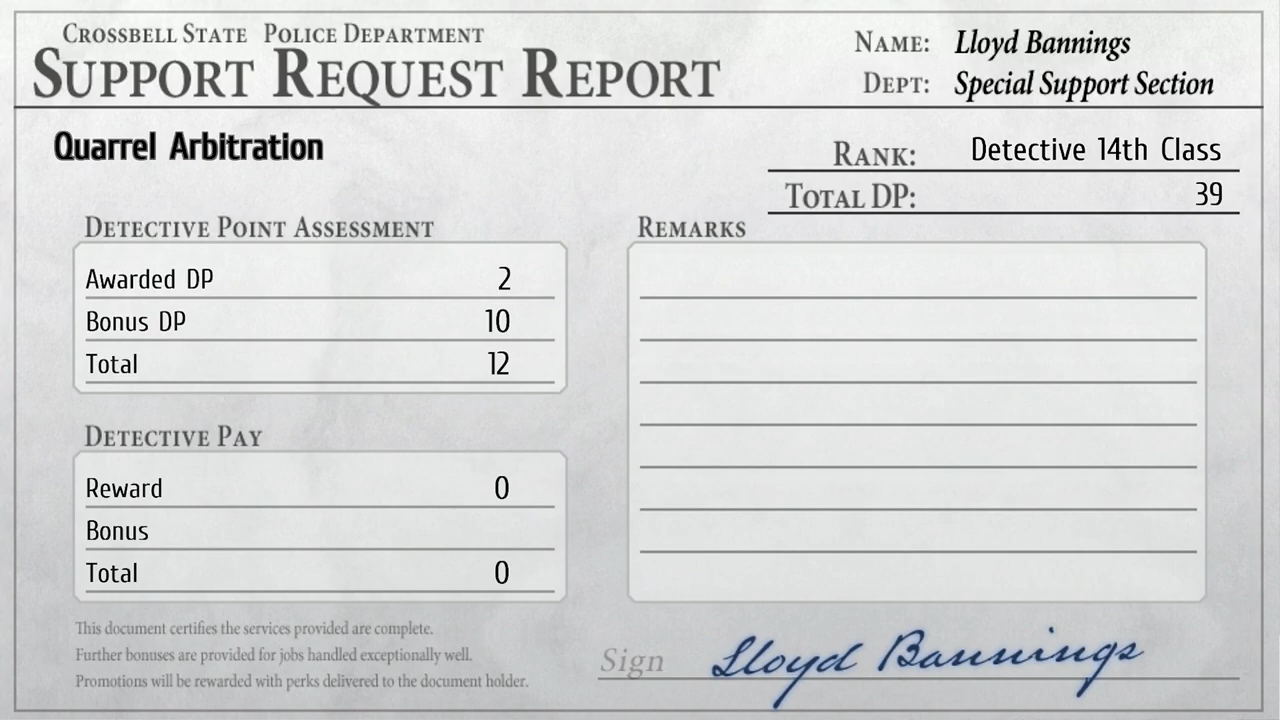 Crossbell State Police Department
Support Request Report
Name: Lloyd Bannings
Dept: Special Support Section
Quarrel Arbitration
Rank: Detective 14th Class
Total DP: 39
Detective Point Assessment
Awarded DP 2
Bonus DP 10
Total 12
Detective Pay
Reward 0
Bonus
Total 0
Remarks
This document certifies the services provided are complete.
Further bonuses are provided for jobs handled exceptionally well.
Promotions will be rewarded with perks delivered to the document holder.
Sign Lloyd Bannings